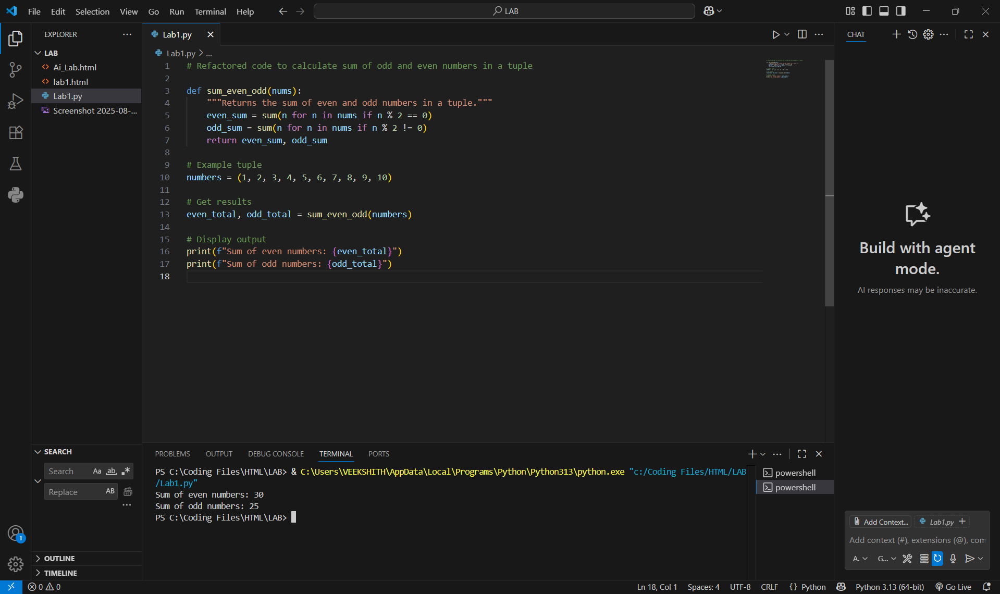 File Edit Selection View Go Run Terminal Help
LAB
EXPLORER
LAB
Ai_Lab.html
lab1.html
Lab1.py
Screenshot 2025-08-...
Lab1.py
Lab1.py > ...
1 # Refactored code to calculate sum of odd and even numbers in a tuple
2
3 def sum_even_odd(nums):
4 """Returns the sum of even and odd numbers in a tuple."""
5 even_sum = sum(n for n in nums if n % 2 == 0)
6 odd_sum = sum(n for n in nums if n % 2 != 0)
7 return even_sum, odd_sum
8
9 # Example tuple
10 numbers = (1, 2, 3, 4, 5, 6, 7, 8, 9, 10)
11
12 # Get results
13 even_total, odd_total = sum_even_odd(numbers)
14
15 # Display output
16 print(f"Sum of even numbers: {even_total}")
17 print(f"Sum of odd numbers: {odd_total}")
18
CHAT
Build with agent
mode.
AI responses may be inaccurate.
Add Context...
Lab1.py
Add context (#), extensions (@), com
A.
G...
SEARCH
Search Aa ab
Replace AB
OUTLINE
TIMELINE
PROBLEMS OUTPUT DEBUG CONSOLE TERMINAL PORTS
PS C:\Coding Files\HTML\LAB> & C:\Users\VEEKSHITH\AppData\Local\Programs\Python\Python313\python.exe "c:/Coding Files/HTML/LAB
/Lab1.py"
Sum of even numbers: 30
Sum of odd numbers: 25
PS C:\Coding Files\HTML\LAB>
powershell
powershell
1
0 0
Ln 18, Col 1 Spaces: 4 UTF-8 CRLF {} Python Python 3.13 (64-bit) Go Live